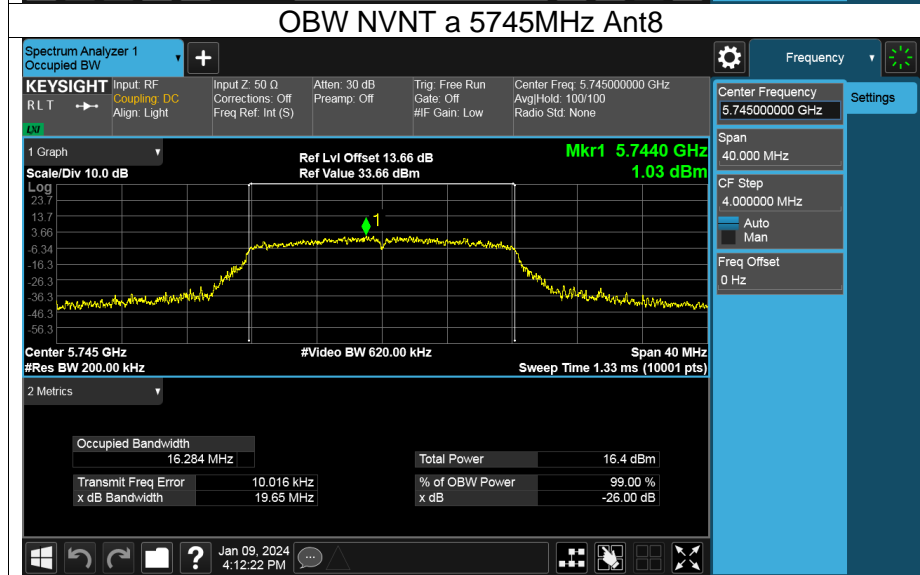 OBW NVNT a 5745MHz Ant8
Spectrum Analyzer 1
Occupied BW
+
Frequency
KEYSIGHT
RLT
LXI
Input: RF
Coupling: DC
Align: Light
Input Z: 50 Ω
Corrections: Off
Freq Ref: Int (S)
Atten: 30 dB
Preamp: Off
Trig: Free Run
Gate: Off
#IF Gain: Low
Center Freq: 5.745000000 GHz
Avg|Hold: 100/100
Radio Std: None
Center Frequency
5.745000000 GHz
Settings
Span
40.000 MHz
CF Step
4.000000 MHz
Auto
Man
Freq Offset
0 Hz
1 Graph
Scale/Div 10.0 dB
Ref Lvl Offset 13.66 dB
Ref Value 33.66 dBm
Mkr1 5.7440 GHz
1.03 dBm
Log
23.7
13.7
3.66
-6.34
-16.3
-26.3
-36.3
-46.3
-56.3
1
Center 5.745 GHz
#Video BW 620.00 kHz
Span 40 MHz
#Res BW 200.00 kHz
Sweep Time 1.33 ms (10001 pts)
2 Metrics
Occupied Bandwidth
16.284 MHz
Total Power 16.4 dBm
Transmit Freq Error 10.016 kHz
% of OBW Power 99.00 %
x dB Bandwidth 19.65 MHz
x dB -26.00 dB
?
Jan 09, 2024
4:12:22 PM